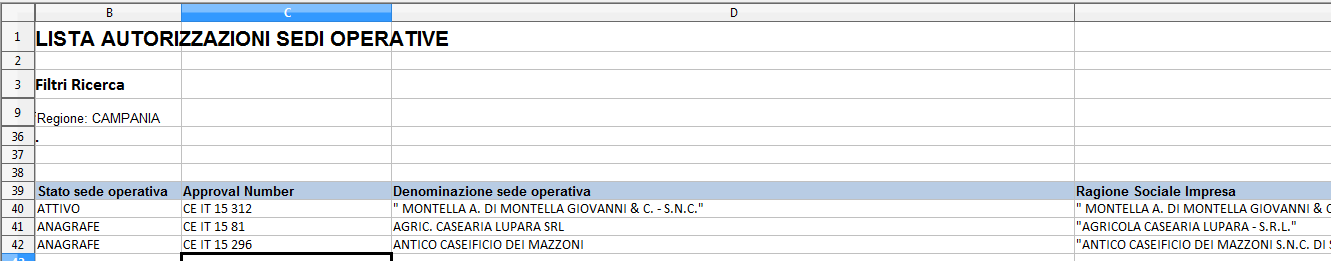 B C D
1 LISTA AUTORIZZAZIONI SEDI OPERATIVE
2
3 Filtri Ricerca
9 Regione: CAMPANIA
36 .
37
38
39 Stato sede operativa Approval Number Denominazione sede operativa Ragione Sociale Impresa
40 ATTIVO CE IT 15 312 " MONTELLA A. DI MONTELLA GIOVANNI & C. - S.N.C." " MONTELLA A. DI MONTELLA GIOVANNI &
41 ANAGRAFE CE IT 15 81 AGRIC. CASEARIA LUPARA SRL "AGRICOLA CASEARIA LUPARA - S.R.L."
42 ANAGRAFE CE IT 15 296 ANTICO CASEIFICIO DEI MAZZONI "ANTICO CASEIFICIO DEI MAZZONI S.N.C. DI